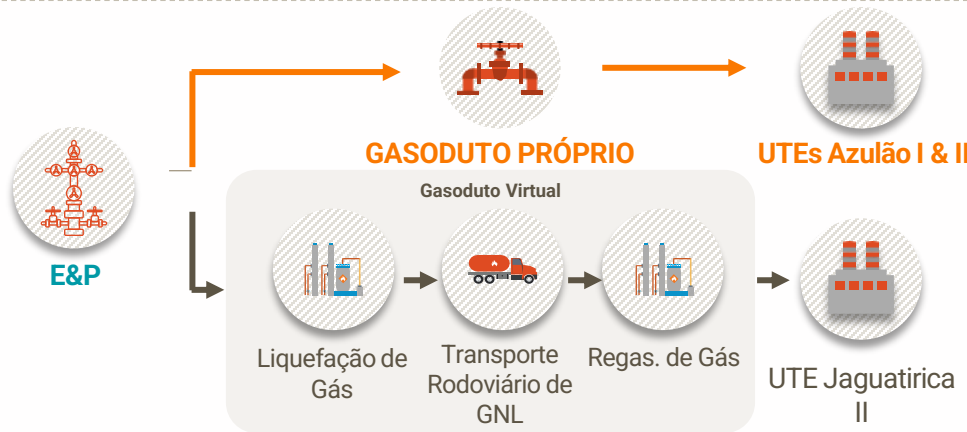 GASODUTO PRÓPRIO
UTEs Azulão I & II
Gasoduto Virtual
E&P
Liquefação de
Gás
Transporte
Rodoviário de
GNL
Regas. de Gás
UTE Jaguatirica
II